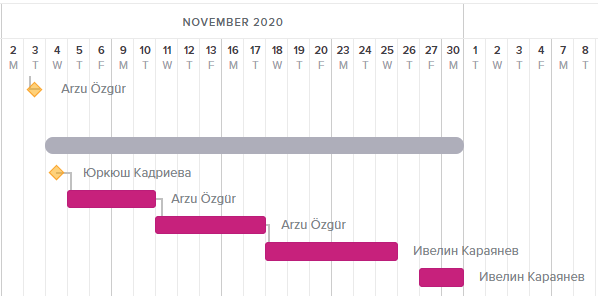 NOVEMBER 2020
2 3 4 5 6 9 10 11 12 13 16 17 18 19 20 23 24 25 26 27 30 1 2 3 4 7 8
M T W T F M T W T F M T W T F M T W T F M T W T F M T
Arzu Özgür
Юркюш Кадриева
Arzu Özgür
Arzu Özgür
Ивелин Караянев
Ивелин Караянев